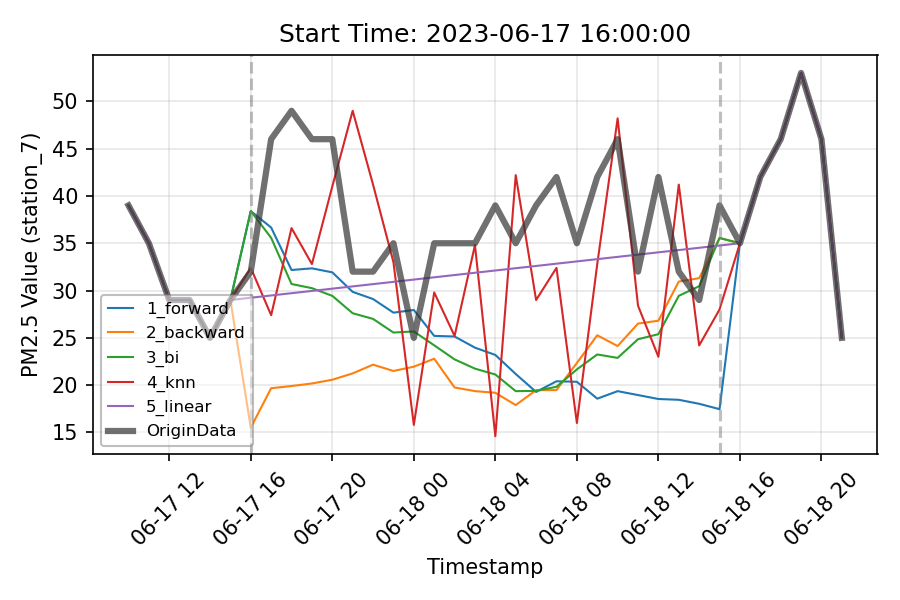 Start Time: 2023-06-17 16:00:00
PM2.5 Value (station_7)
50
45
40
35
30
25
20
15
1_forward
2_backward
3_bi
4_knn
5_linear
OriginData
06-17 12
06-17 16
06-17 20
06-18 00
06-18 04
06-18 08
06-18 12
06-18 16
06-18 20
Timestamp